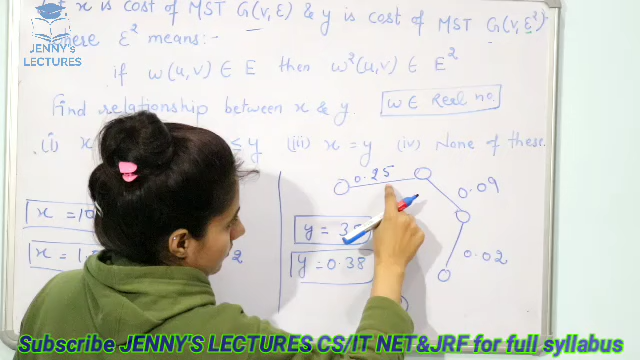 x is cost of MST G(V,E) & y is cost of MST G(V,E²)
JENNY'S
LECTURES
these E² means:-
if w(u,v) ∈ E then w²(u,v) ∈ E²
Find relationship between x & y.
w ∈ Real no.
(i) x ≤ y (iii) x = y (iv) None of these.
0.25
0.09
x = 10
y = 3
x = 1. 2
y = 0.38
0.02
Subscribe JENNY'S LECTURES CS/IT NET&JRF for full syllabus